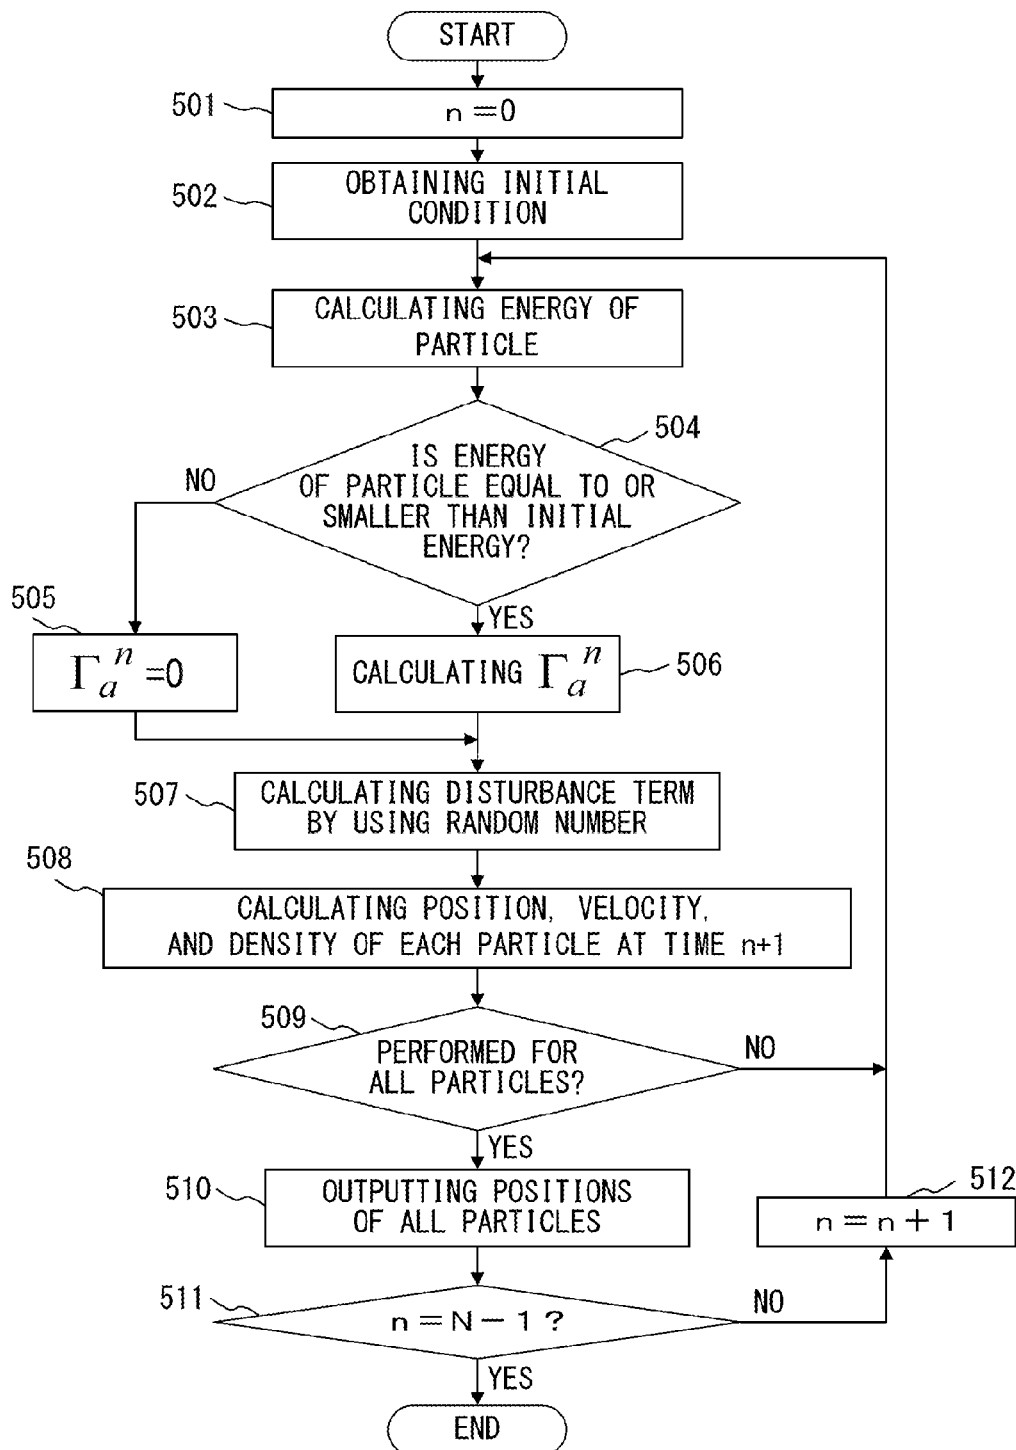 START
501
n=0
502
OBTAINING INITIAL
CONDITION
503
CALCULATING ENERGY OF
PARTICLE
504
IS ENERGY
OF PARTICLE EQUAL TO OR
SMALLER THAN INITIAL
ENERGY?
NO
YES
505
Γₐⁿ=0
CALCULATING Γₐⁿ
506
507
CALCULATING DISTURBANCE TERM
BY USING RANDOM NUMBER
508
CALCULATING POSITION, VELOCITY,
AND DENSITY OF EACH PARTICLE AT TIME n+1
509
PERFORMED FOR
ALL PARTICLES?
NO
YES
510
OUTPUTTING POSITIONS
OF ALL PARTICLES
512
n=n+1
511
n=N-1?
NO
YES
END